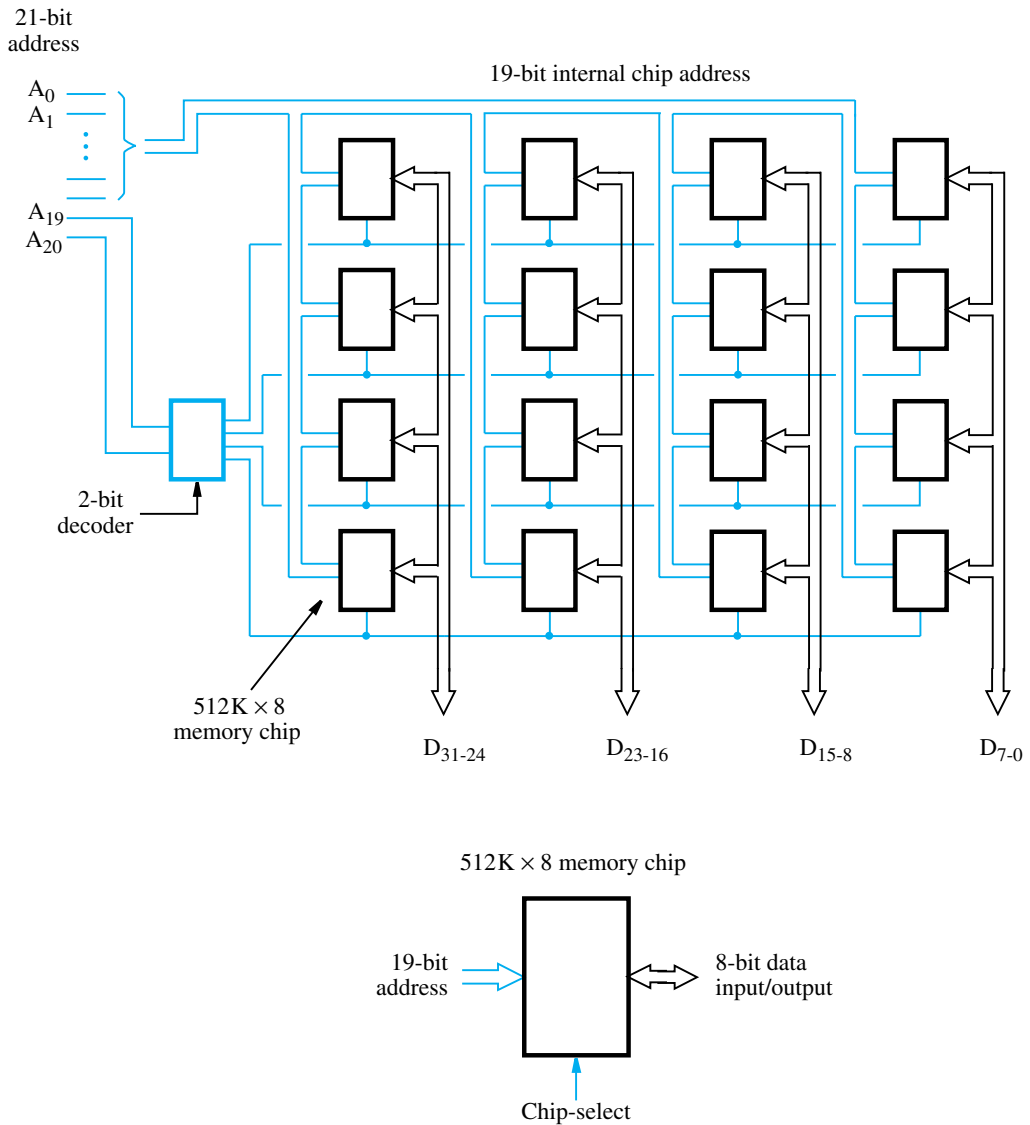 21-bit
address
19-bit internal chip address
A0
A1
A19
A20
2-bit
decoder
512K × 8
memory chip
D31-24
D23-16
D15-8
D7-0
512K × 8 memory chip
19-bit
address
8-bit data
input/output
Chip-select